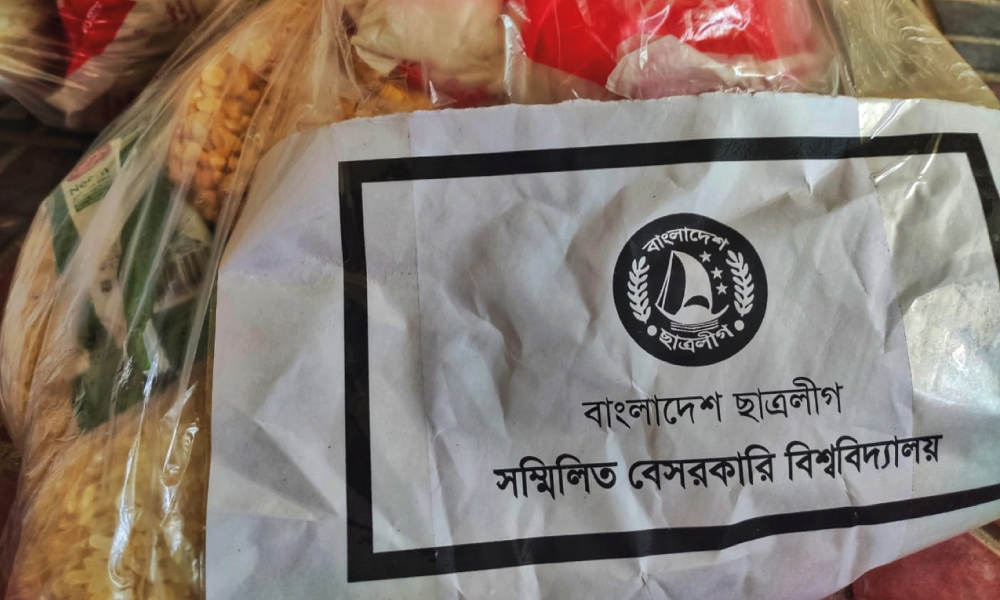 বাংলাদেশ
ছাত্রলীগ
বাংলাদেশ ছাত্রলীগ
সম্মিলিত বেসরকারি বিশ্ববিদ্যালয়